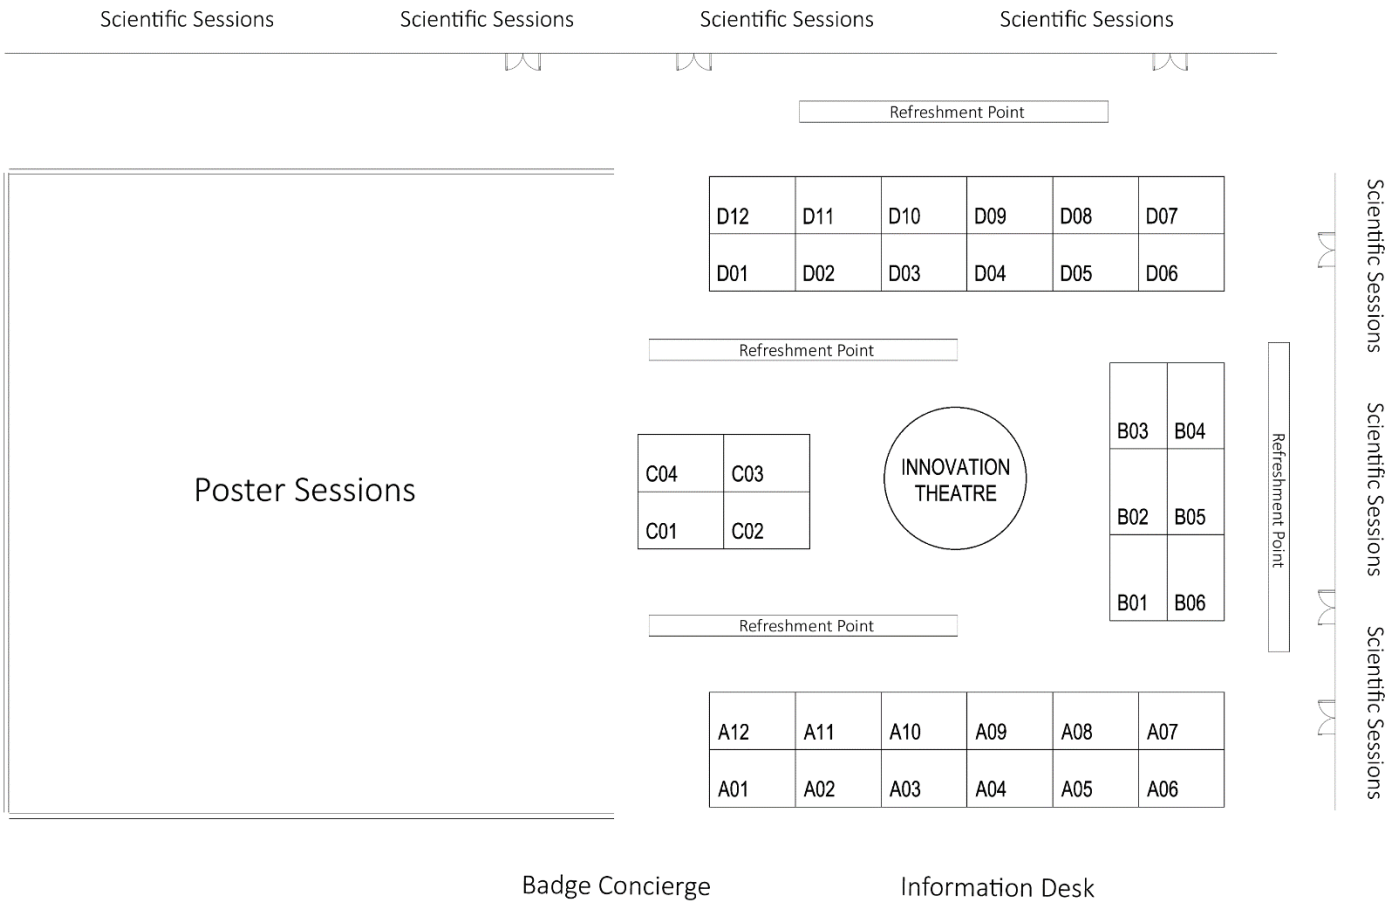 Scientific Sessions
Scientific Sessions
Scientific Sessions
Scientific Sessions
Refreshment Point
D12 D11 D10 D09 D08 D07
D01 D02 D03 D04 D05 D06
Scientific Sessions
Refreshment Point
B03 B04
B02 B05
B01 B06
Refreshment Point
Scientific Sessions
INNOVATION
THEATRE
C04 C03
C01 C02
Poster Sessions
Refreshment Point
Scientific Sessions
A12 A11 A10 A09 A08 A07
A01 A02 A03 A04 A05 A06
Badge Concierge
Information Desk